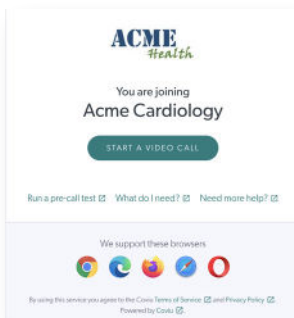 ACME
Health
You are joining
Acme Cardiology
START A VIDEO CALL
Run a pre-call test What do I need? Need more help?
We support these browsers
By using this service you agree to the Coviu Terms of Service and Privacy Policy
Powered by Coviu